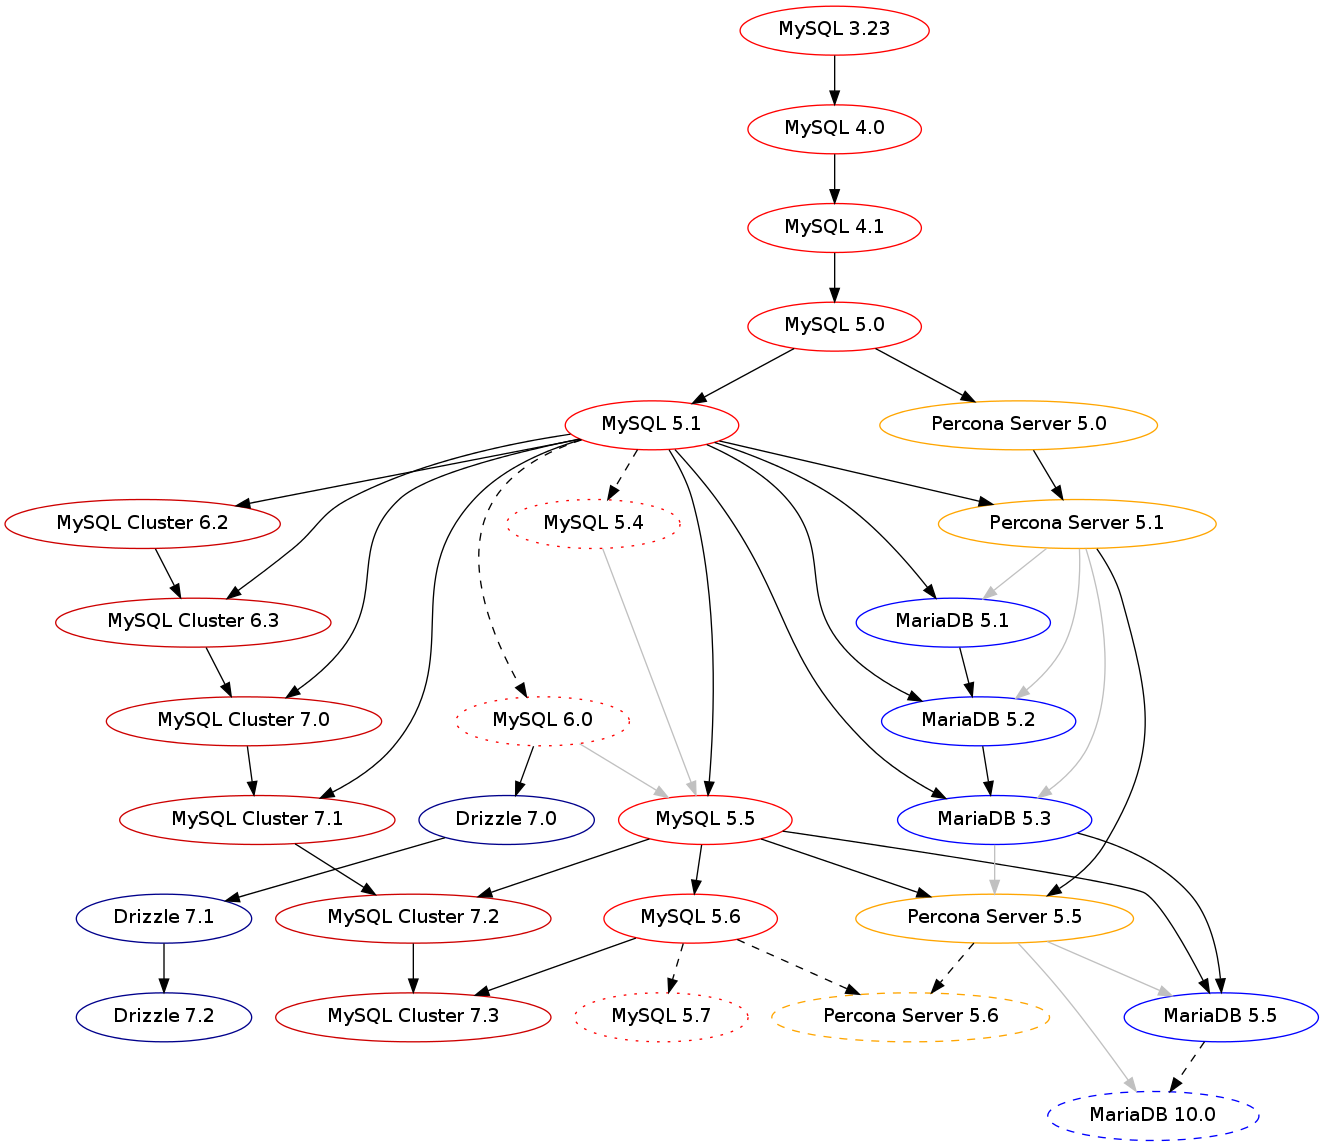 MySQL 3.23
MySQL 4.0
MySQL 4.1
MySQL 5.0
MySQL 5.1
Percona Server 5.0
MySQL Cluster 6.2
MySQL 5.4
Percona Server 5.1
MySQL Cluster 6.3
MariaDB 5.1
MySQL Cluster 7.0
MySQL 6.0
MariaDB 5.2
MySQL Cluster 7.1
Drizzle 7.0
MySQL 5.5
MariaDB 5.3
Drizzle 7.1
MySQL Cluster 7.2
MySQL 5.6
Percona Server 5.5
Drizzle 7.2
MySQL Cluster 7.3
MySQL 5.7
Percona Server 5.6
MariaDB 5.5
MariaDB 10.0